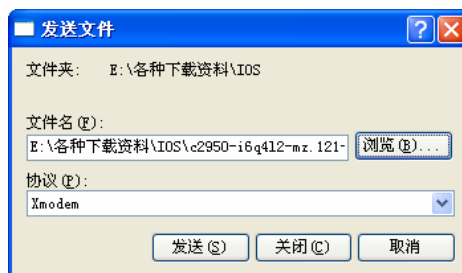 发送文件
文件夹: E:\各种下载资料\IOS
文件名(F):
E:\各种下载资料\IOS\c2950-i6q4l2-mz.121- 浏览(B)...
协议(P):
Xmodem
发送(S) 关闭(C) 取消